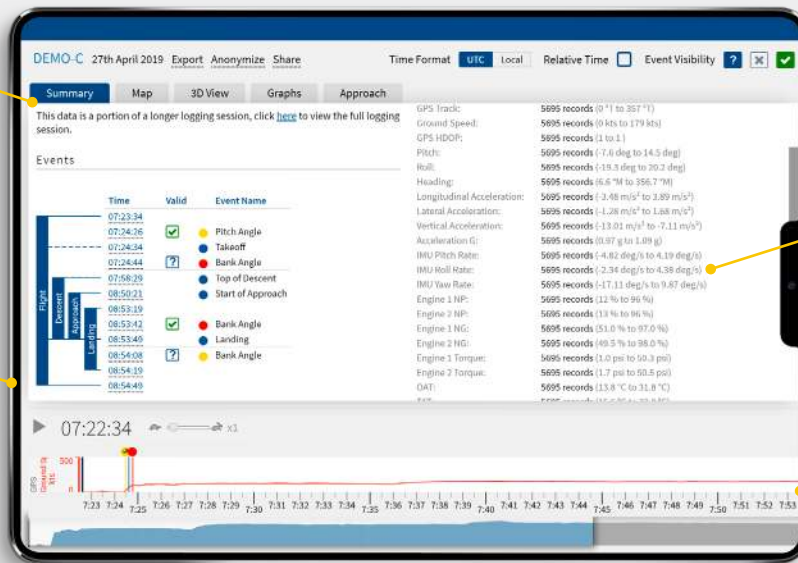 DEMO-C 27th April 2019 Export Anonymize Share Time Format UTC Local Relative Time Event Visibility ?
Summary Map 3D View Graphs Approach
This data is a portion of a longer logging session, click here to view the full logging
session.
Events
Time Valid Event Name
07:23:34
07:24:26 Pitch Angle
07:24:34 Takeoff
07:24:44 ? Bank Angle
07:58:29 Top of Descent
08:50:21 Start of Approach
08:53:19
08:53:42 Bank Angle
08:53:49 Landing
08:54:08 ? Bank Angle
08:54:19
08:54:49
Flight
Descent
Approach
Landing
GPS Track: 5695 records (0 °T to 357 °T)
Ground Speed: 5695 records (0 kts to 179 kts)
GPS HDOP: 5695 records (1 to 1)
Pitch: 5695 records (-7.6 deg to 14.5 deg)
Roll: 5695 records (-19.3 deg to 20.2 deg)
Heading: 5695 records (6.6 °M to 356.7 °M)
Longitudinal Acceleration: 5695 records (-3.48 m/s² to 3.89 m/s²)
Lateral Acceleration: 5695 records (-1.28 m/s² to 1.68 m/s²)
Vertical Acceleration: 5695 records (-13.01 m/s² to -7.11 m/s²)
Acceleration G: 5695 records (0.97 g to 1.09 g)
IMU Pitch Rate: 5695 records (-4.82 deg/s to 4.19 deg/s)
IMU Roll Rate: 5695 records (-2.34 deg/s to 4.38 deg/s)
IMU Yaw Rate: 5695 records (-17.11 deg/s to 9.87 deg/s)
Engine 1 NP: 5695 records (12 % to 96 %)
Engine 2 NP: 5695 records (13 % to 96 %)
Engine 1 NG: 5695 records (51.0 % to 97.0 %)
Engine 2 NG: 5695 records (49.5 % to 98.0 %)
Engine 1 Torque: 5695 records (1.0 psi to 50.3 psi)
Engine 2 Torque: 5695 records (1.7 psi to 50.6 psi)
OAT: 5695 records (13.8 °C to 31.8 °C)
07:22:34 x1
GPS
Ground S
kts
500
0
7:23 7:24 7:25 7:26 7:27 7:28 7:29 7:30 7:31 7:32 7:33 7:34 7:35 7:36 7:37 7:38 7:39 7:40 7:41 7:42 7:43 7:44 7:45 7:46 7:47 7:48 7:49 7:50 7:51 7:52 7:53